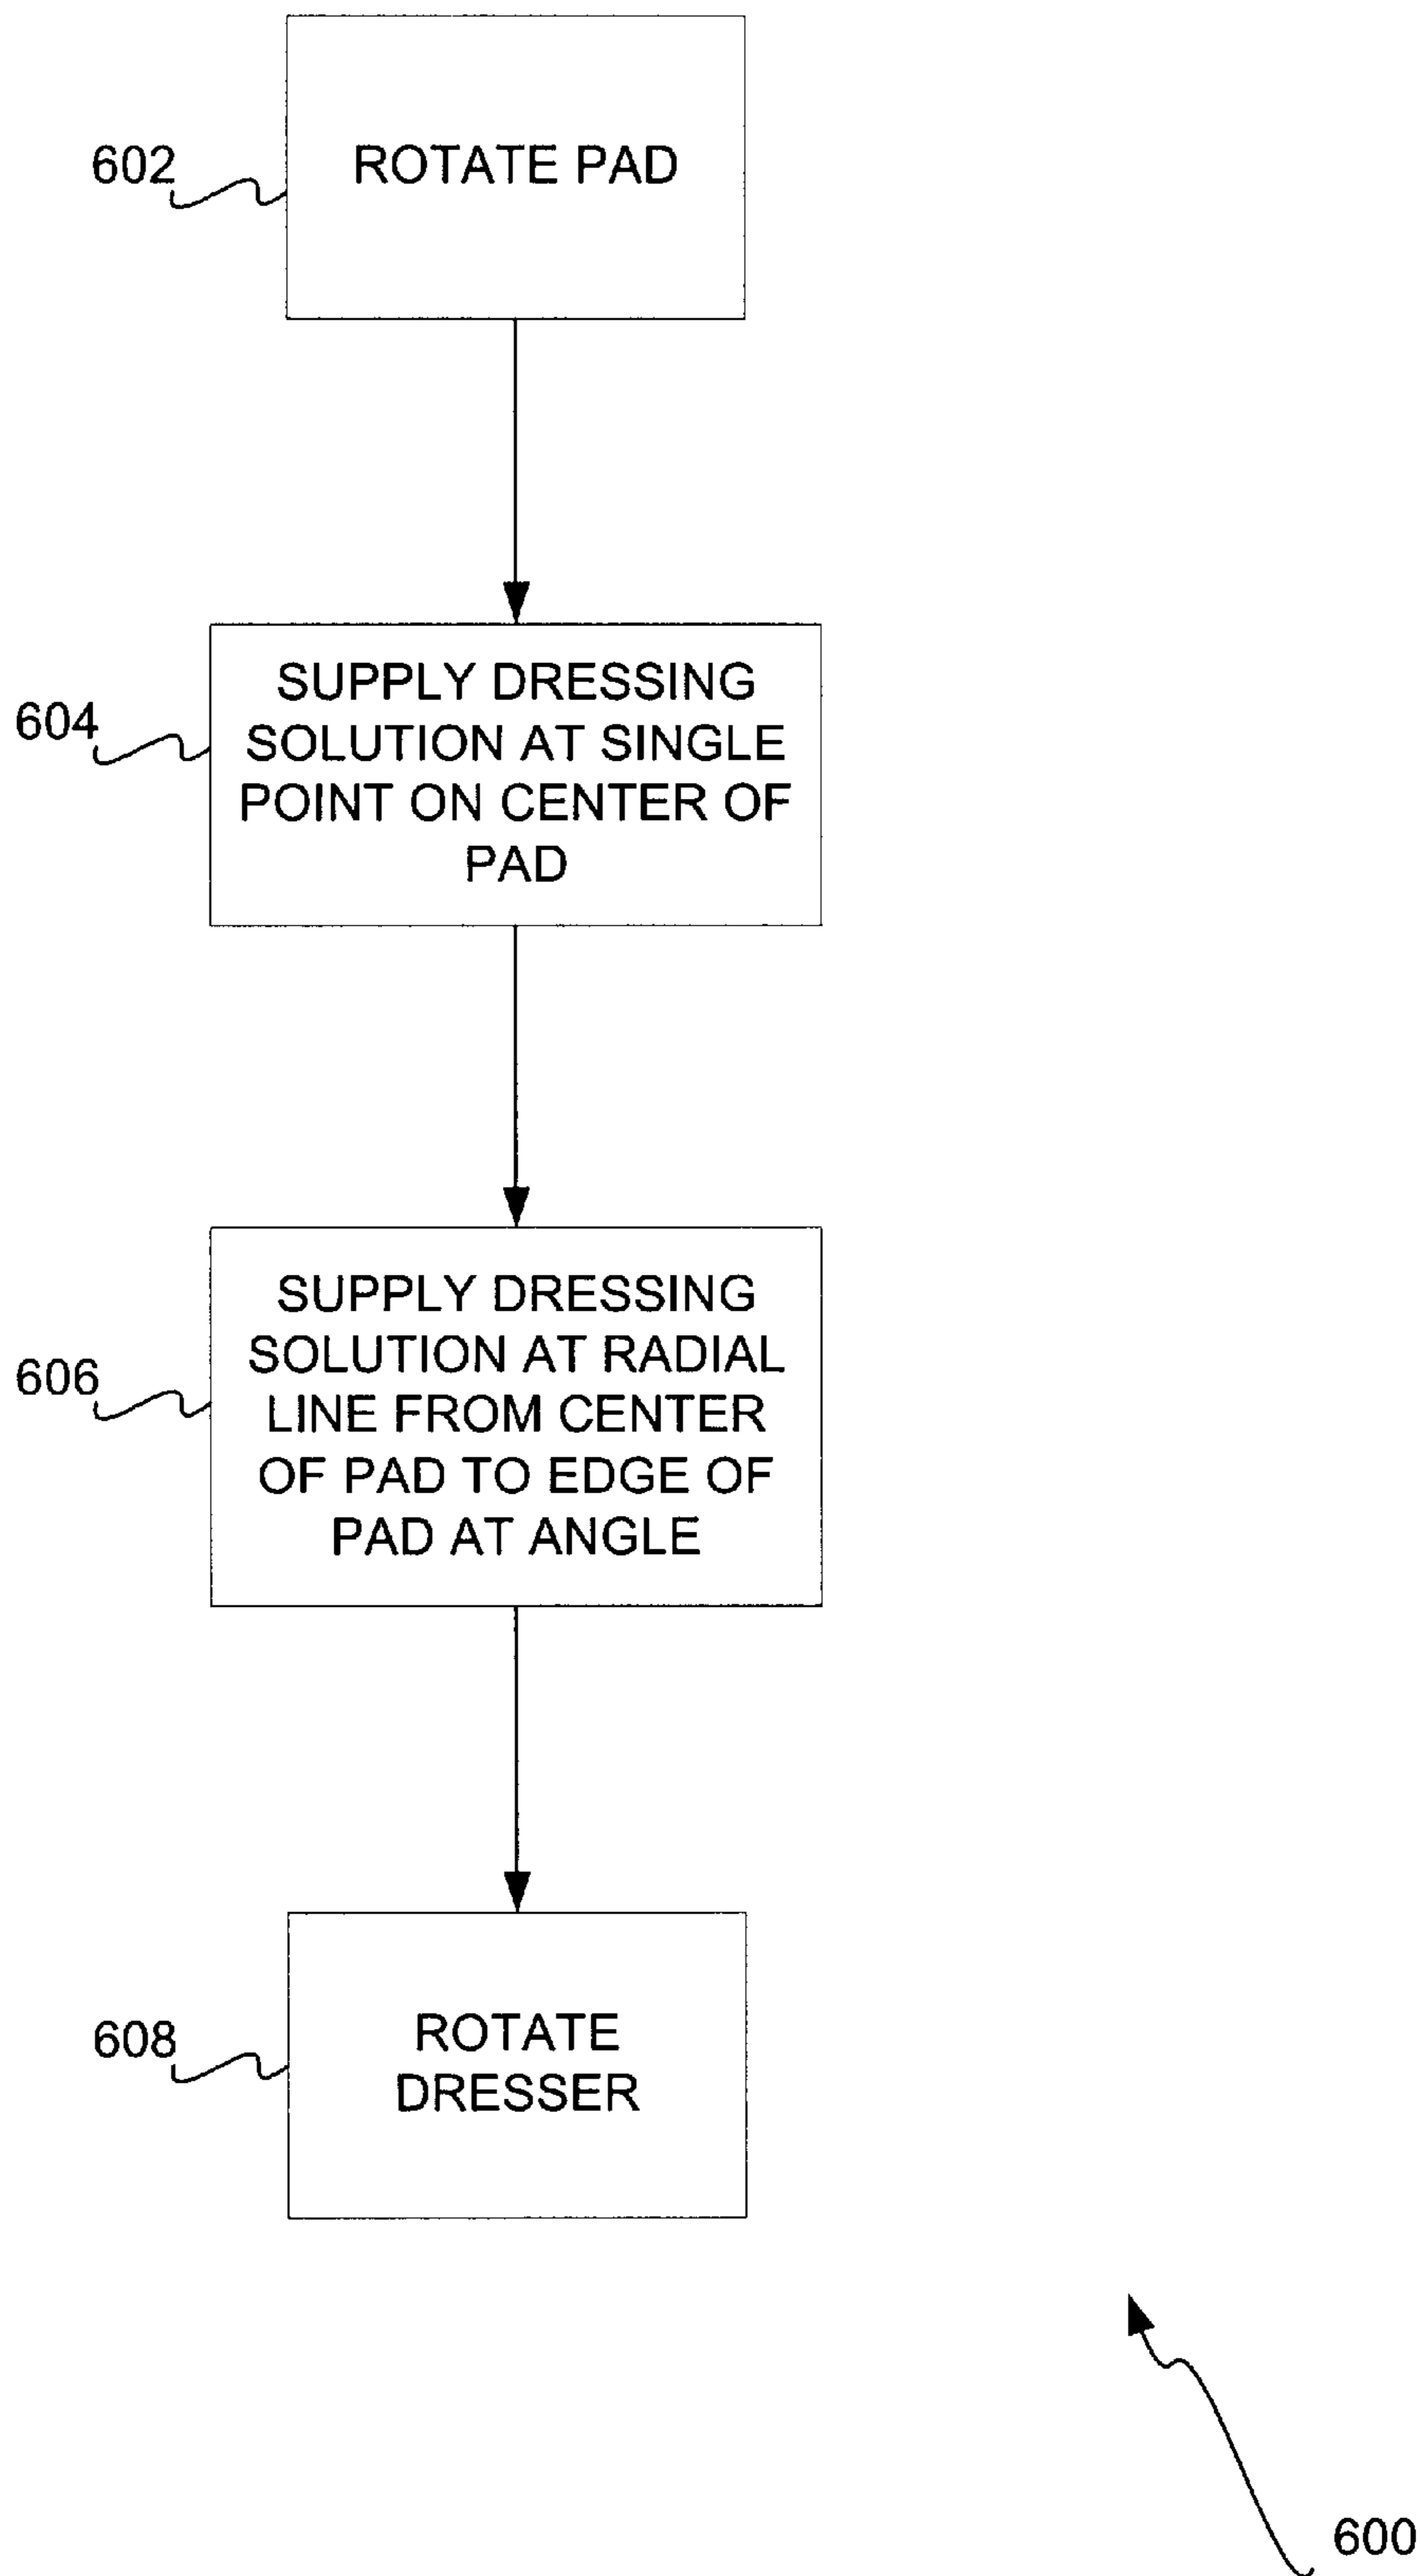 602
ROTATE PAD
604
SUPPLY DRESSING
SOLUTION AT SINGLE
POINT ON CENTER OF
PAD
606
SUPPLY DRESSING
SOLUTION AT RADIAL
LINE FROM CENTER
OF PAD TO EDGE OF
PAD AT ANGLE
608
ROTATE
DRESSER
600